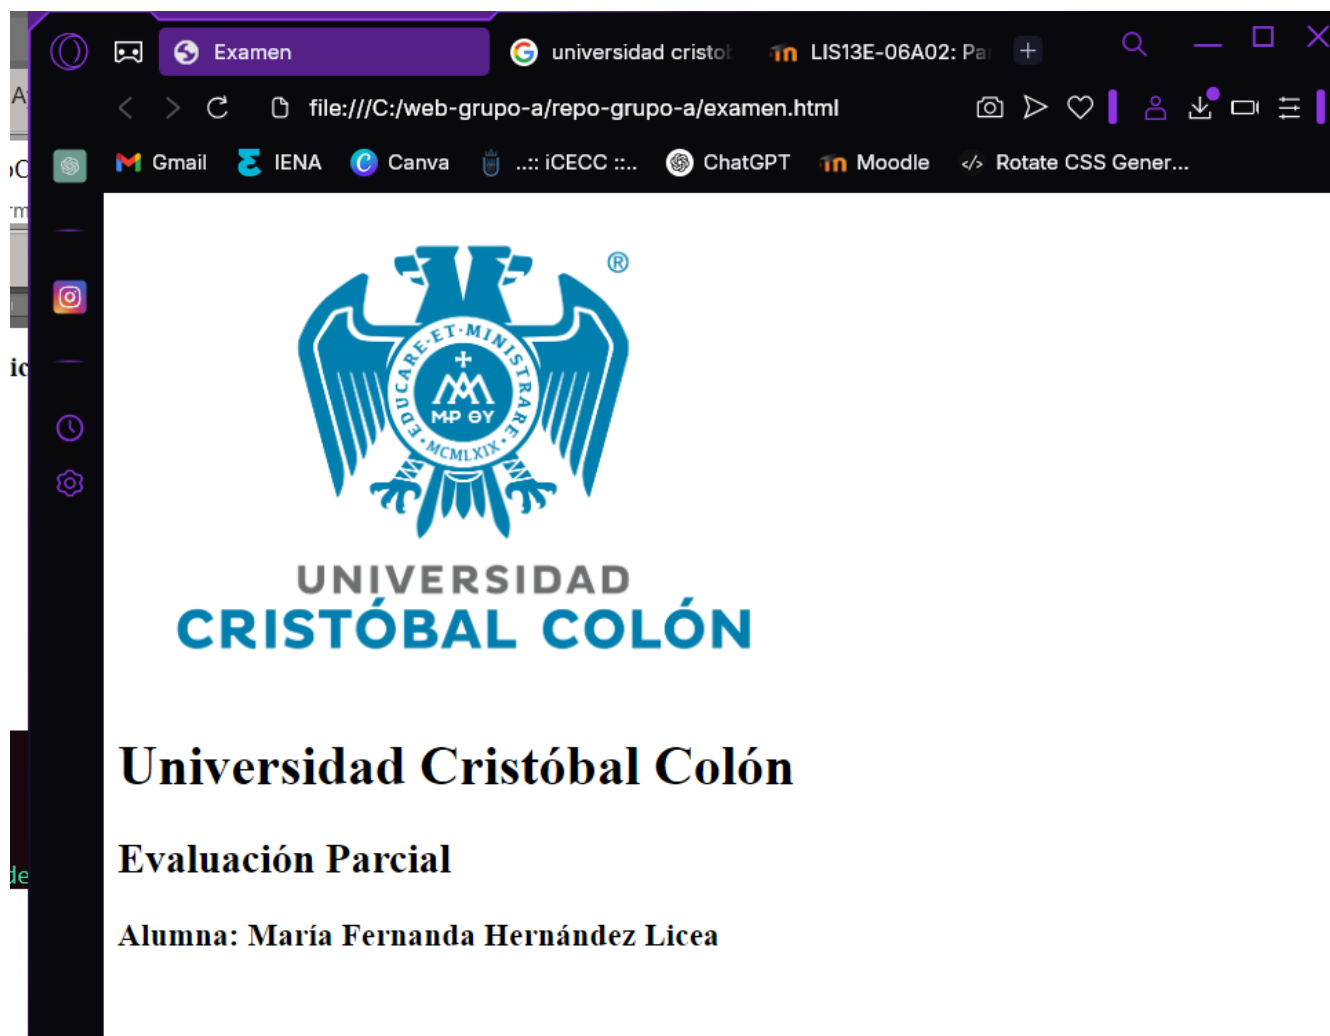 Examen
universidad cristob
LIS13E-06A02: Pa
file:///C:/web-grupo-a/repo-grupo-a/examen.html
Gmail
IENA
Canva
..:: iCECC ::..
ChatGPT
Moodle
Rotate CSS Gener...
®
EDUCARE·ET·MINISTRARE
MP ΘY
MCMLXIX
UNIVERSIDAD
CRISTÓBAL COLÓN
Universidad Cristóbal Colón
Evaluación Parcial
Alumna: María Fernanda Hernández Licea